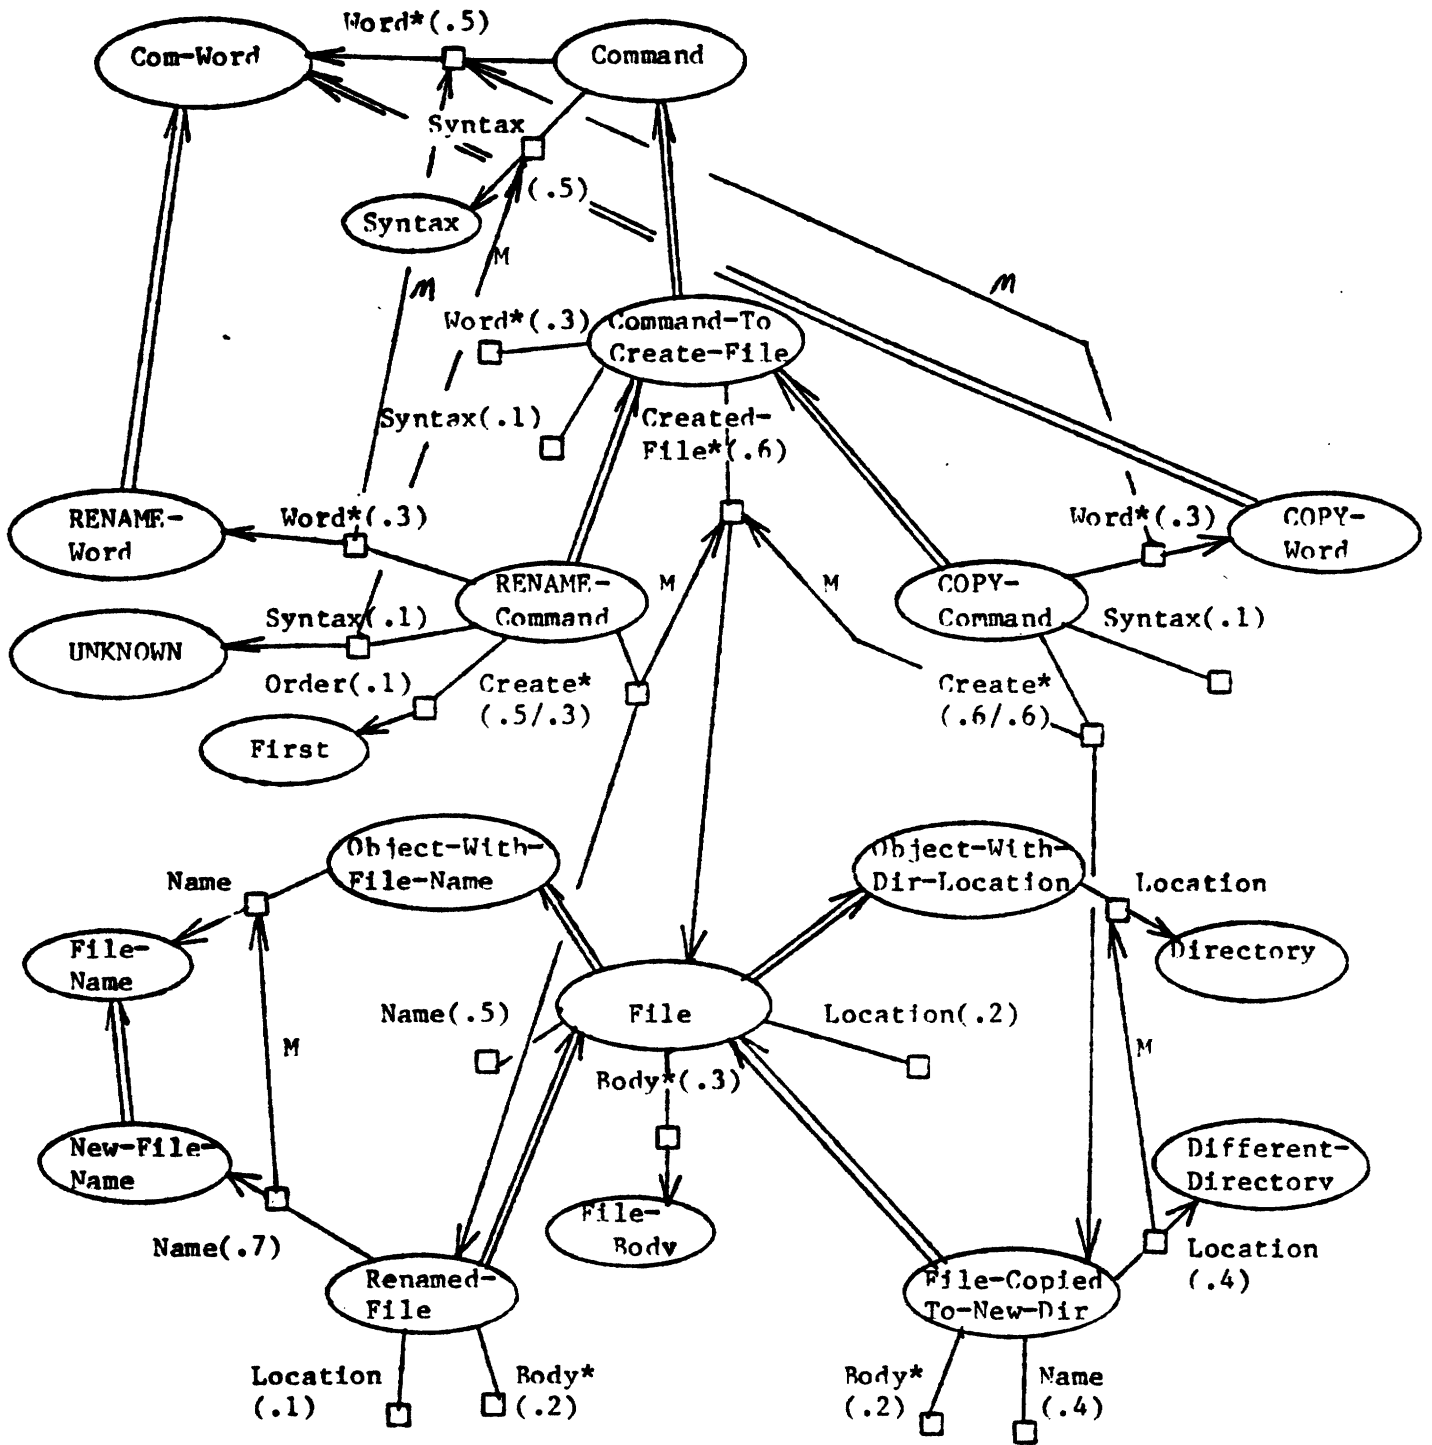 Word*(.5)
Com-Word
Command
Syntax
(.5)
Syntax
M
M
M
Word*(.3)
Command-To
Create-File
Syntax(.1)
Created-
File*(.6)
RENAME-
Word
Word*(.3)
Word*(.3)
COPY-
Word
RENAME-
Command
M
M
COPY-
Command
UNKNOWN
Syntax(.1)
Syntax(.1)
Order(.1)
Create*
(.5/.3)
Create*
(.6/.6)
First
Object-With-
File-Name
Object-With-
Dir-Location
Name
Location
File-
Name
Directory
Name(.5)
File
Location(.2)
M
M
Body*(.3)
New-File-
Name
Different-
Directory
File-
Body
Name(.7)
Location
(.4)
Renamed-
File
File-Copied
To-New-Dir
Location
(.1)
Body*
(.2)
Body*
(.2)
Name
(.4)